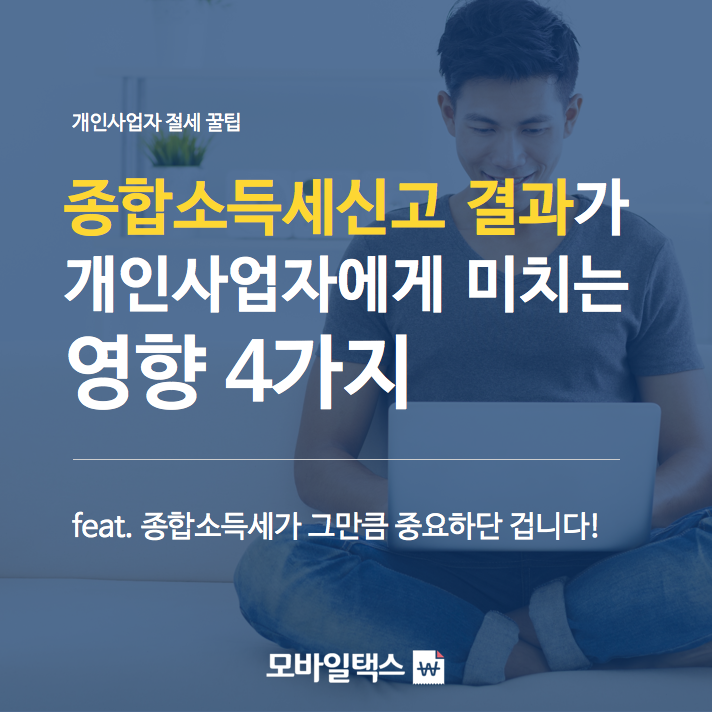 개인사업자 절세 꿀팁
종합소득세신고 결과가
개인사업자에게 미치는
영향 4가지
feat. 종합소득세가 그만큼 중요하단 겁니다!
모바일택스 ₩